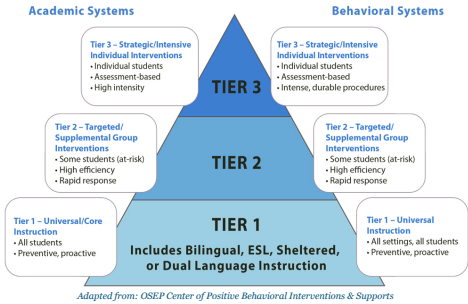 Academic Systems
Behavioral Systems
Tier 3 – Strategic/Intensive
Individual Interventions
• Individual students
• Assessment-based
• High intensity
Tier 3 – Strategic/Intensive
Individual Interventions
• Individual students
• Assessment-based
• Intense, durable procedures
TIER 3
Tier 2 – Targeted/
Supplemental Group
Interventions
• Some students (at-risk)
• High efficiency
• Rapid response
Tier 2 – Targeted/
Supplemental Group
Interventions
• Some students (at-risk)
• High efficiency
• Rapid response
TIER 2
Tier 1 – Universal/Core
Instruction
• All students
• Preventive, proactive
Tier 1 – Universal
Instruction
• All settings, all students
• Preventive, proactive
TIER 1
Includes Bilingual, ESL, Sheltered,
or Dual Language Instruction
Adapted from: OSEP Center of Positive Behavioral Interventions & Supports